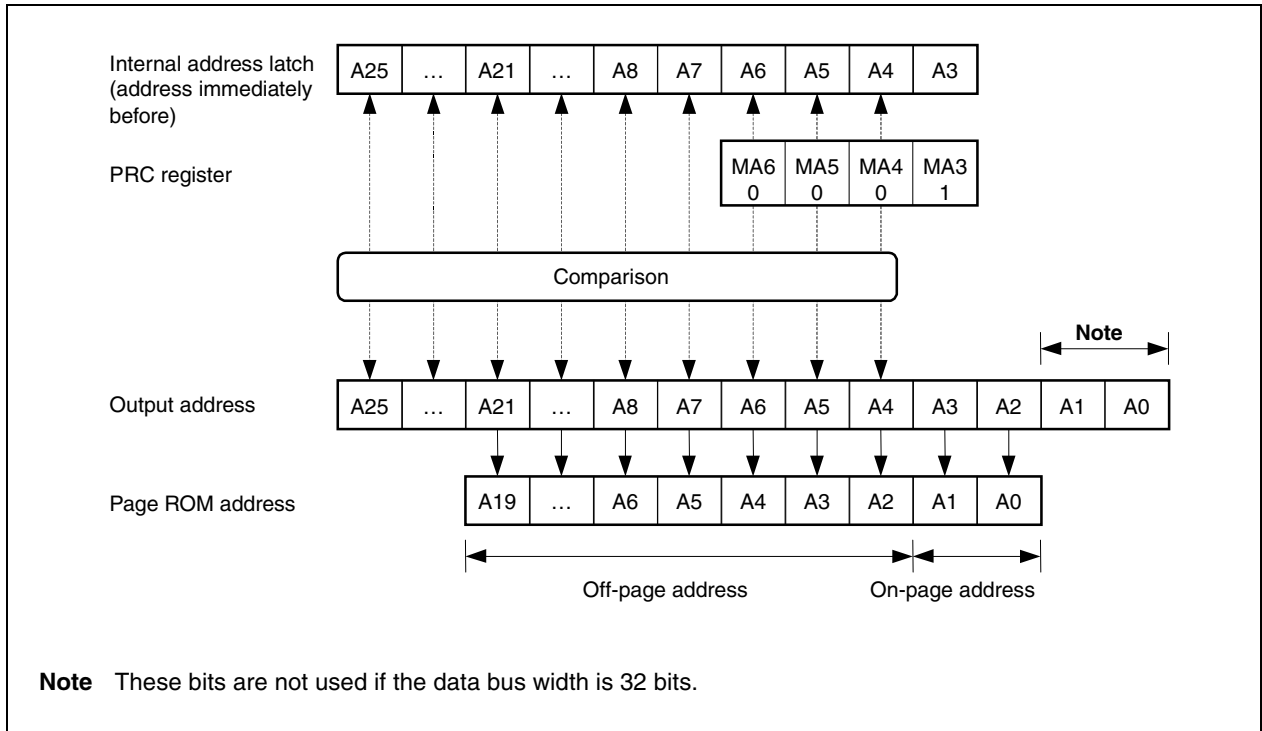 Internal address latch
(address immediately
before)
A25 … A21 … A8 A7 A6 A5 A4 A3
PRC register
MA6 MA5 MA4 MA3
0 0 0 1
Comparison
Note
Output address
A25 … A21 … A8 A7 A6 A5 A4 A3 A2 A1 A0
Page ROM address
A19 … A6 A5 A4 A3 A2 A1 A0
Off-page address On-page address
Note These bits are not used if the data bus width is 32 bits.